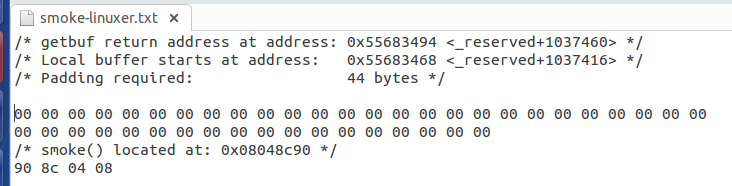 smoke-linuxer.txt ×
/* getbuf return address at address: 0x55683494 <_reserved+1037460> */
/* Local buffer starts at address:   0x55683468 <_reserved+1037416> */
/* Padding required:                 44 bytes */
00 00 00 00 00 00 00 00 00 00 00 00 00 00 00 00 00 00 00 00 00 00 00 00 00 00
00 00 00 00 00 00 00 00 00 00 00 00 00 00 00 00 00 00
/* smoke() located at: 0x08048c90 */
90 8c 04 08